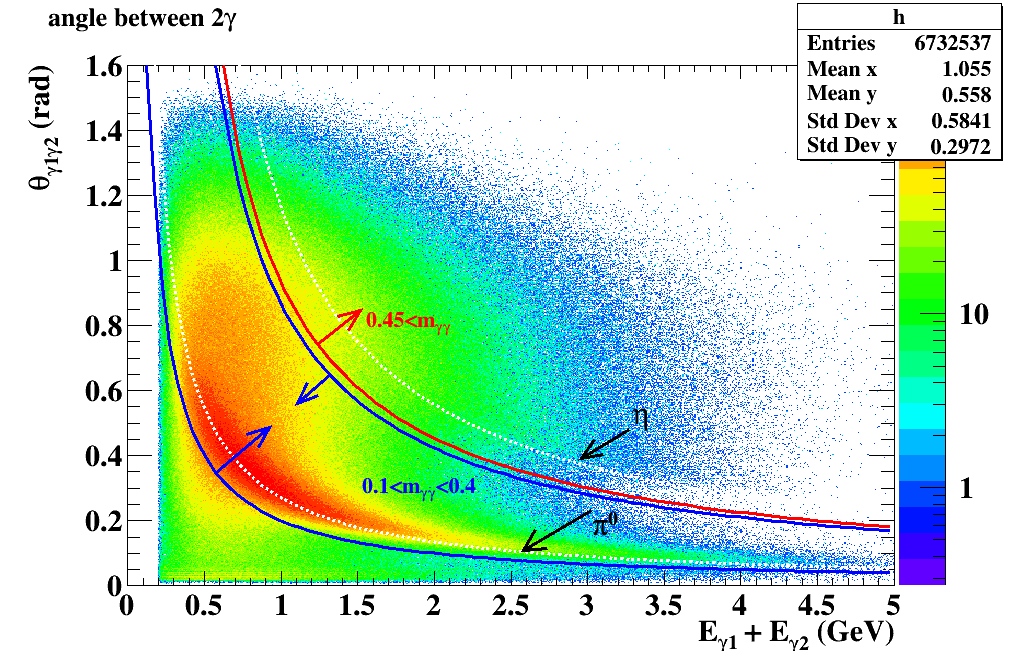 angle between 2γ
h
Entries 6732537
Mean x 1.055
Mean y 0.558
Std Dev x 0.5841
Std Dev y 0.2972
θγ1γ2 (rad)
1.6
1.4
1.2
1
0.8
0.6
0.4
0.2
0
0.45<mγγ
η
0.1<mγγ<0.4
π⁰
10
1
0 0.5 1 1.5 2 2.5 3 3.5 4 4.5 5
Eγ1 + Eγ2 (GeV)